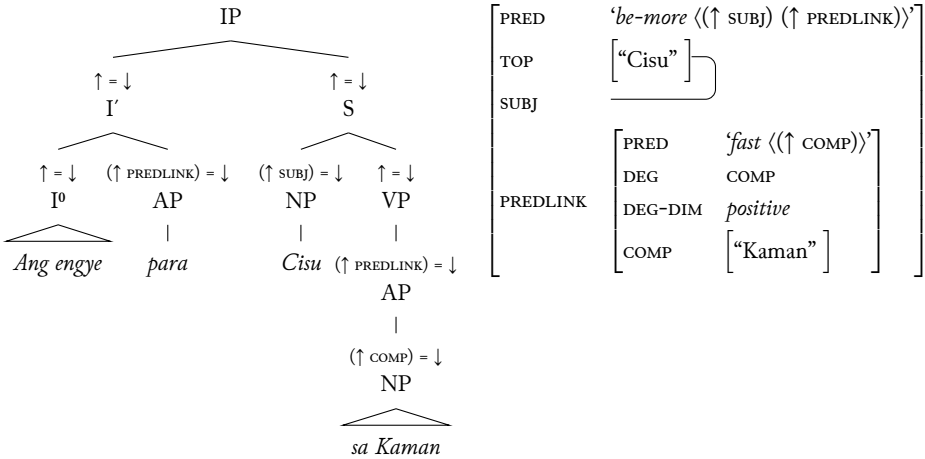 IP
↑ = ↓ ↑ = ↓
I′ S
↑ = ↓ (↑ PREDLINK) = ↓ (↑ SUBJ) = ↓ ↑ = ↓
I⁰ AP NP VP
Ang engye para Cisu (↑ PREDLINK) = ↓
AP
(↑ COMP) = ↓
NP
sa Kaman
PRED ‘be-more ⟨(↑ SUBJ) (↑ PREDLINK)⟩’
TOP [“Cisu” ]
SUBJ
PREDLINK
PRED ‘fast ⟨(↑ COMP)⟩’
DEG COMP
DEG-DIM positive
COMP [“Kaman” ]